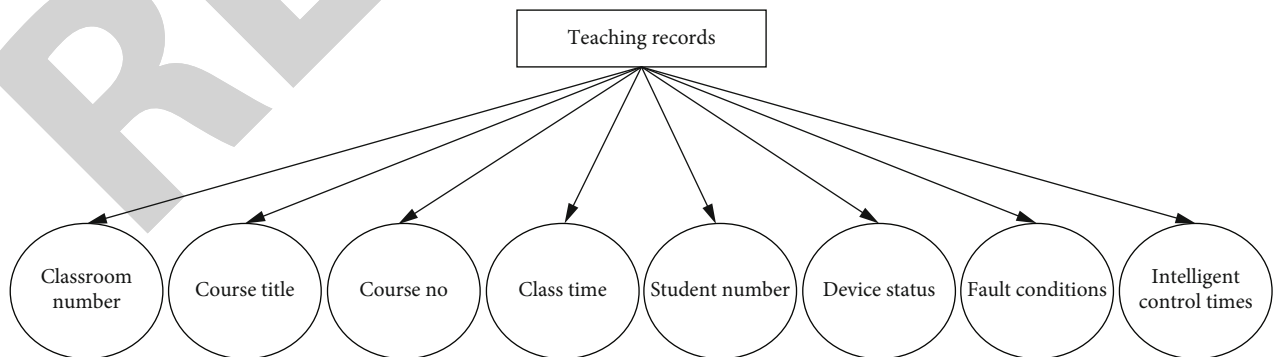 Teaching records
Classroom
number
Course title
Course no
Class time
Student number
Device status
Fault conditions
Intelligent
control times